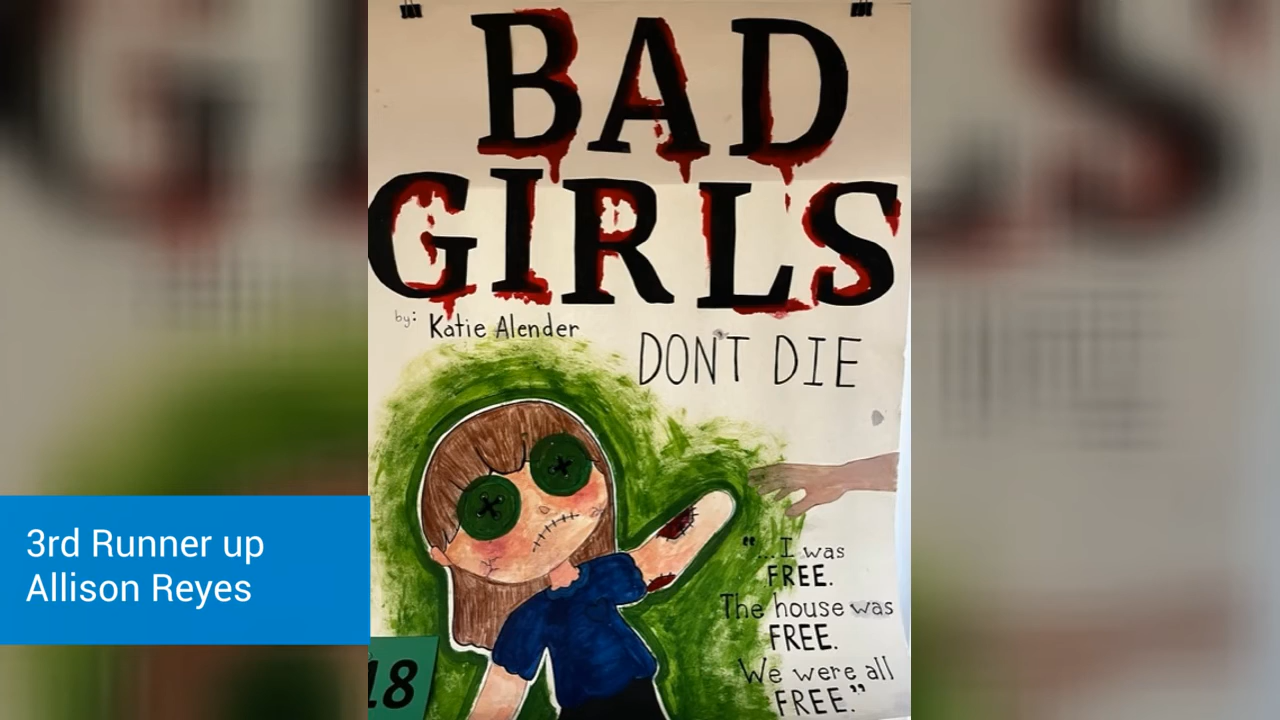 BAD
GIRLS
by: Katie Alender
DON'T DIE
3rd Runner up
Allison Reyes
"...I was
FREE.
The house was
FREE.
We were all
FREE."
18